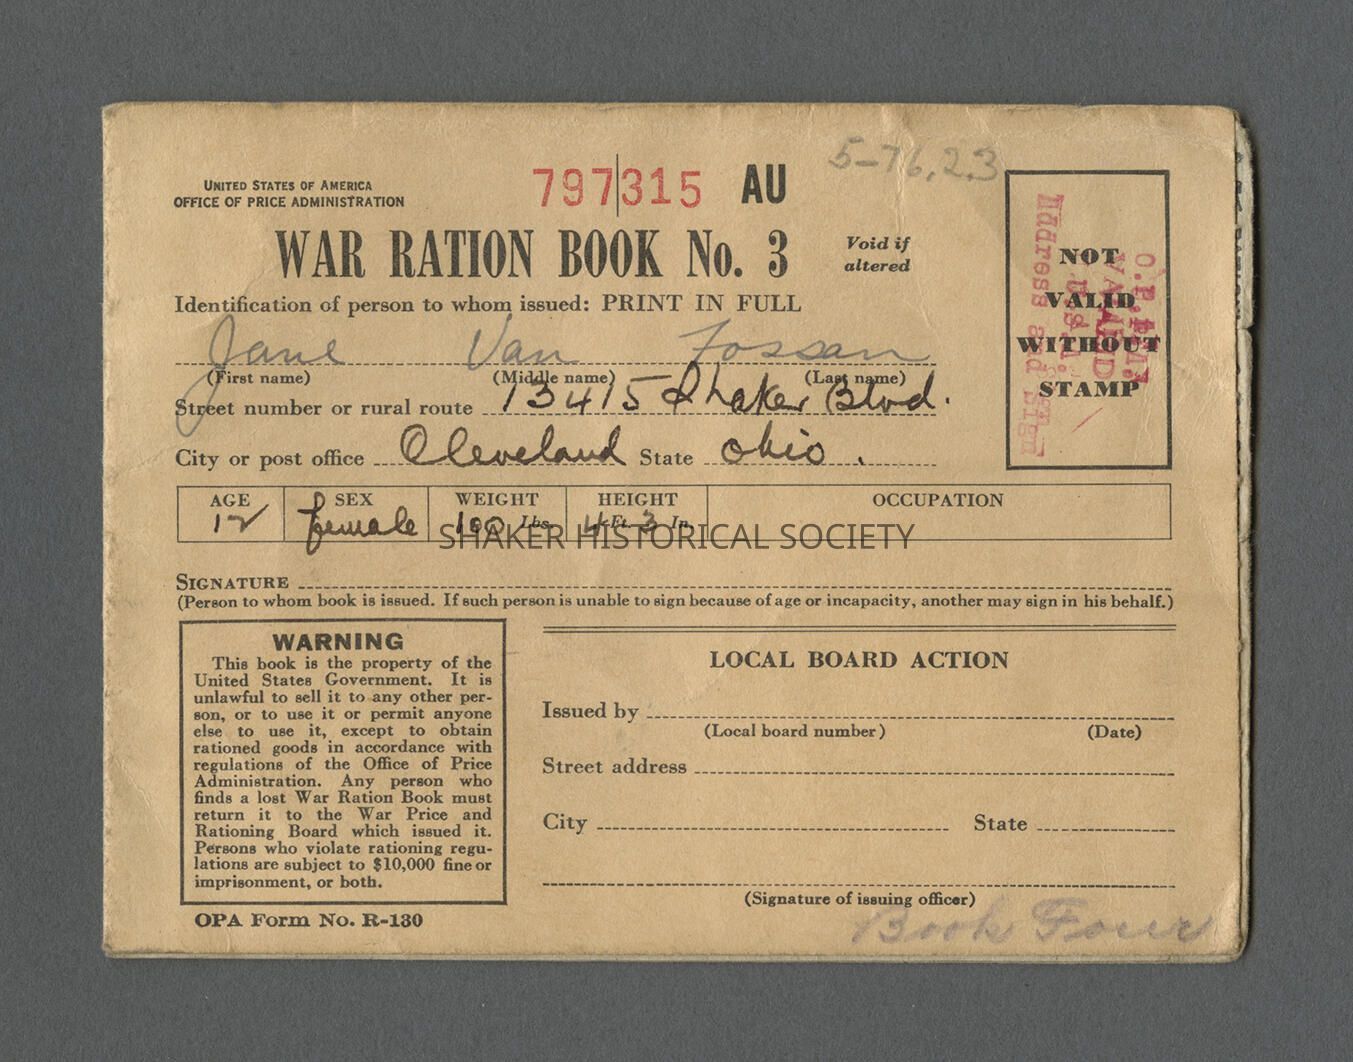 5-76.2.3
UNITED STATES OF AMERICA
OFFICE OF PRICE ADMINISTRATION
797315 AU
WAR RATION BOOK No. 3
Void if
altered
Identification of person to whom issued: PRINT IN FULL
Jane Van Fossan
(First name) (Middle name) (Last name)
Street number or rural route 13415 Shaker Blvd.
City or post office Cleveland State Ohio.
NOT
VALID
WITHOUT
STAMP
O.P.A.
VALID
U.S.A.
Address and Sign
AGE SEX WEIGHT HEIGHT OCCUPATION
12 female 100 Lbs. 4 Ft. 3 In.
SHAKER HISTORICAL SOCIETY
SIGNATURE
(Person to whom book is issued. If such person is unable to sign because of age or incapacity, another may sign in his behalf.)
WARNING
This book is the property of the
United States Government. It is
unlawful to sell it to any other per-
son, or to use it or permit anyone
else to use it, except to obtain
rationed goods in accordance with
regulations of the Office of Price
Administration. Any person who
finds a lost War Ration Book must
return it to the War Price and
Rationing Board which issued it.
Persons who violate rationing regu-
lations are subject to $10,000 fine or
imprisonment, or both.
OPA Form No. R-130
LOCAL BOARD ACTION
Issued by
(Local board number) (Date)
Street address
City State
(Signature of issuing officer)
Book Four